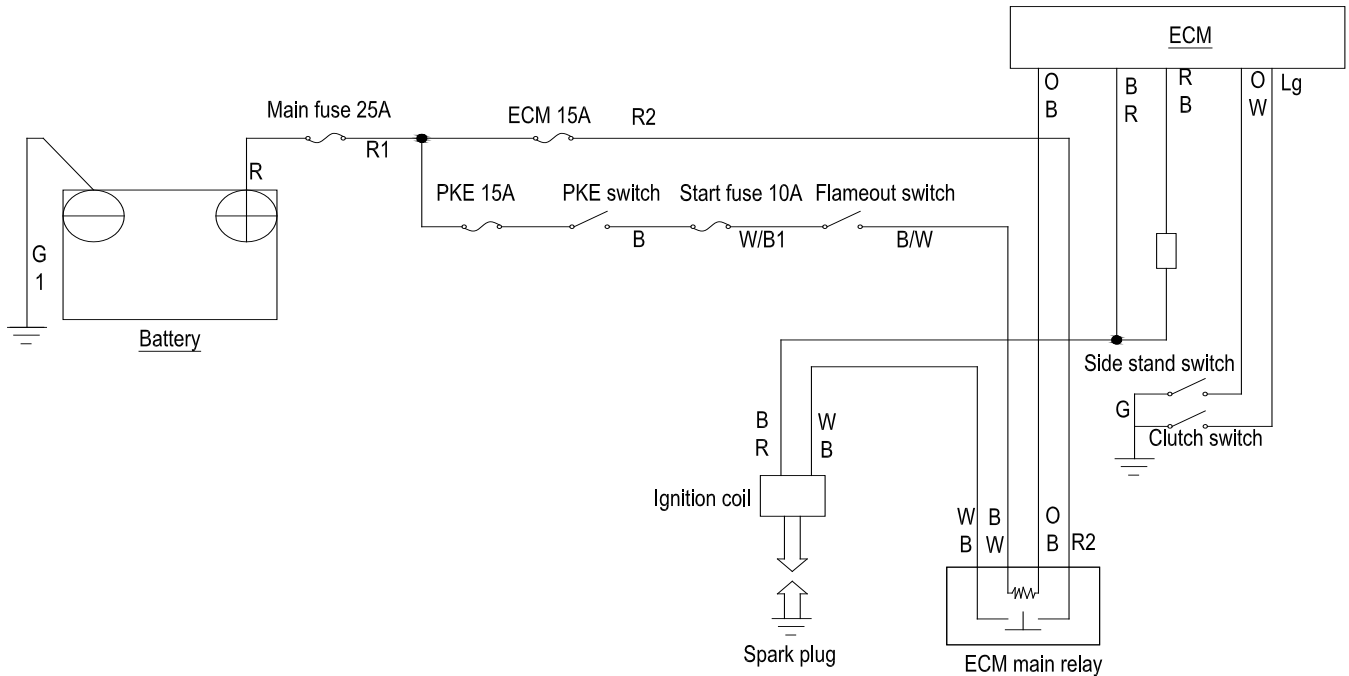 ECM
O
B
B
R
R
B
O
W
Lg
Main fuse 25A
ECM 15A
R2
R1
R
PKE 15A
PKE switch
Start fuse 10A
Flameout switch
B
W/B1
B/W
G
1
Battery
Side stand switch
G
Clutch switch
B
R
W
B
Ignition coil
W
B
B
W
O
B
R2
Spark plug
ECM main relay